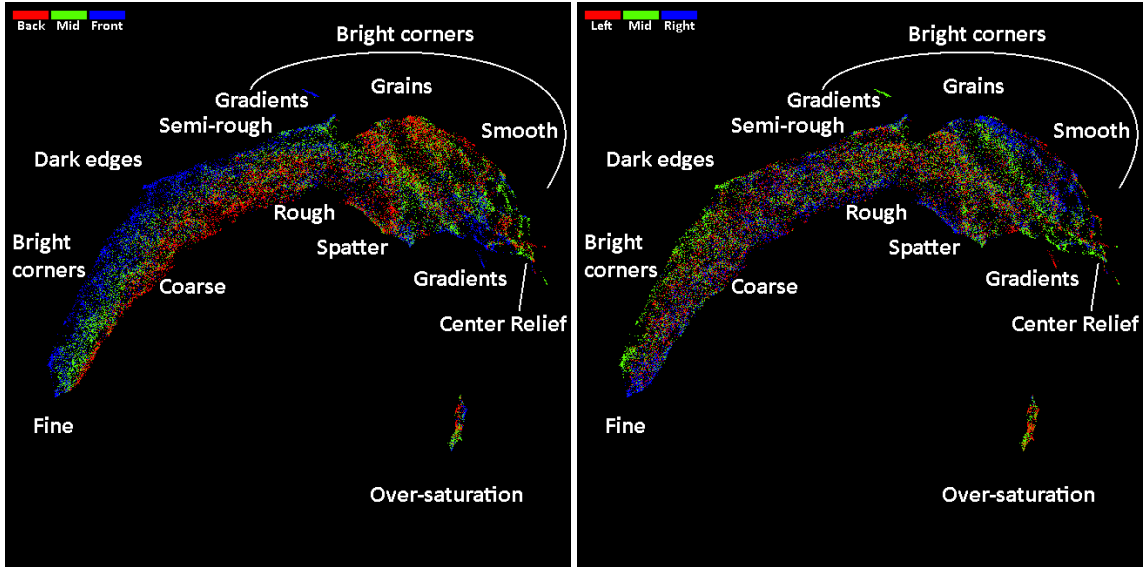 Back Mid Front
Bright corners
Gradients
Grains
Semi-rough
Smooth
Dark edges
Rough
Bright
corners
Spatter
Coarse
Gradients
Center Relief
Fine
Over-saturation
Left Mid Right
Bright corners
Gradients
Grains
Semi-rough
Smooth
Dark edges
Rough
Bright
corners
Spatter
Coarse
Gradients
Center Relief
Fine
Over-saturation